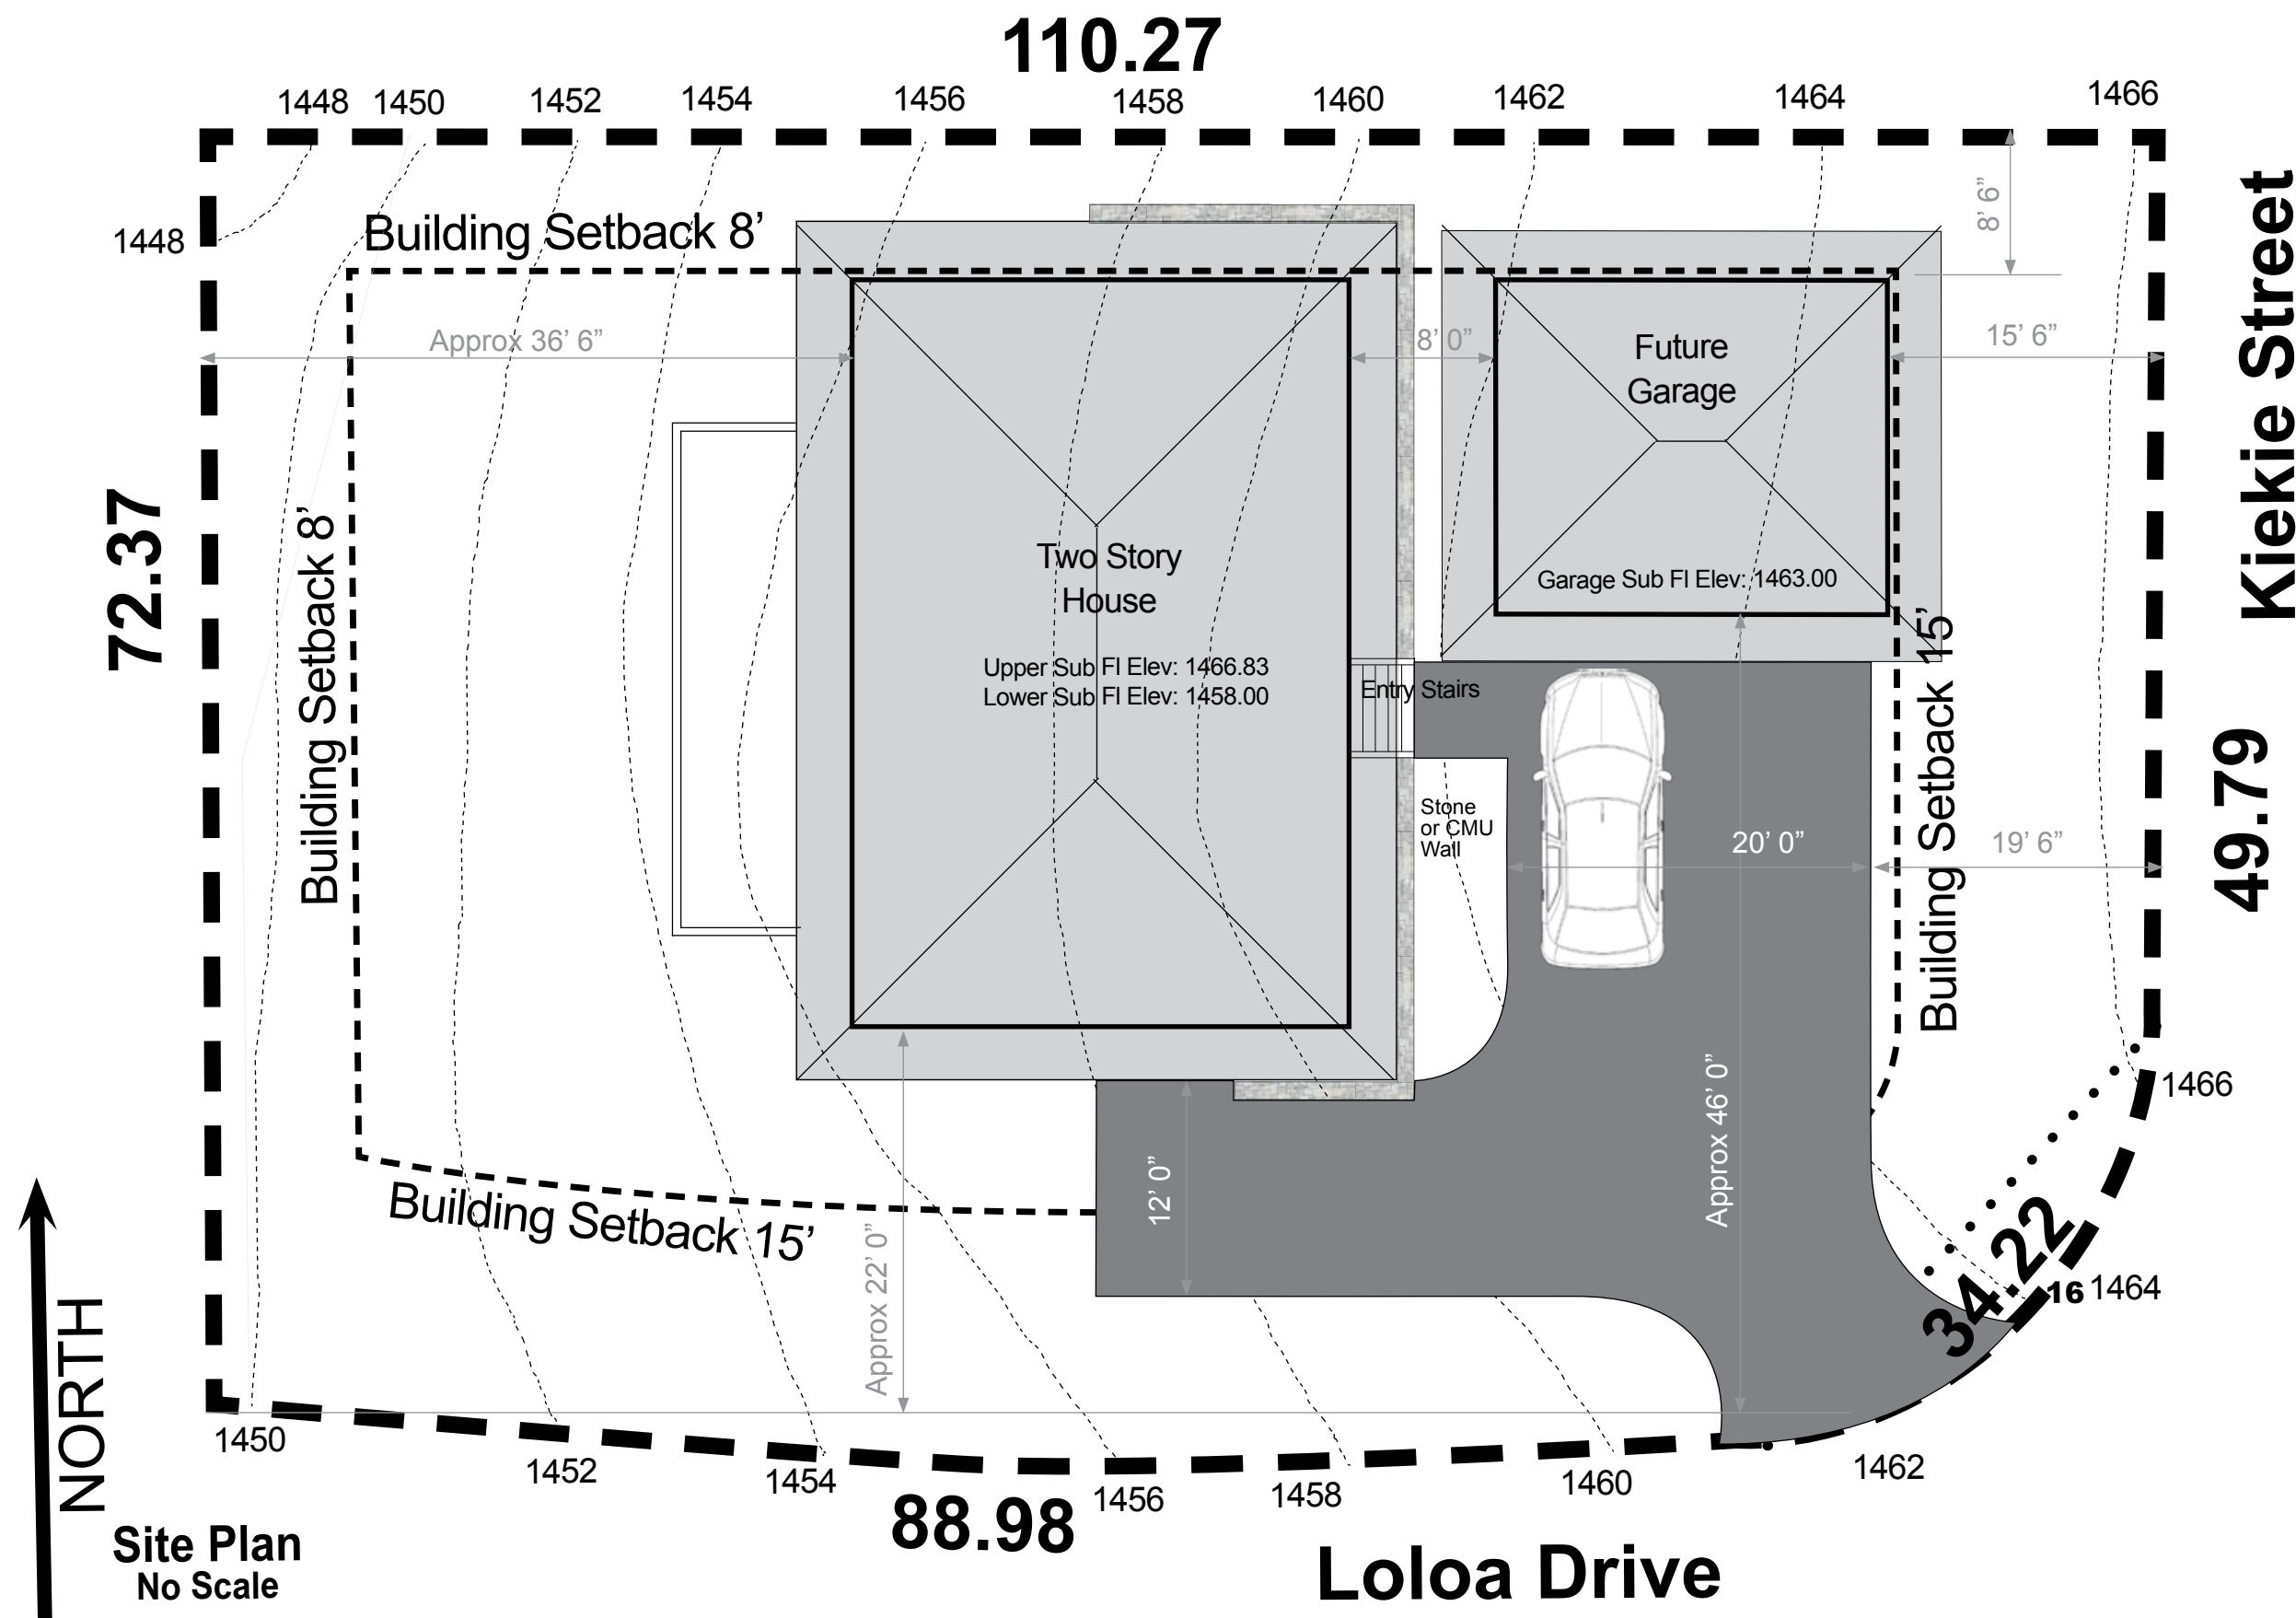 110.27
1448 1450 1452 1454 1456 1458 1460 1462 1464 1466
8’ 6”
1448
Building Setback 8’
Kiekie Street
Approx 36’ 6”
8’ 0”
15’ 6”
Future
Garage
Garage Sub Fl Elev: 1463.00
72.37
Building Setback 8’
Two Story
House
Upper Sub Fl Elev: 1466.83
Lower Sub Fl Elev: 1458.00
Entry Stairs
Building Setback 15’
49.79
Stone
or CMU
Wall
20’ 0”
19’ 6”
Approx 46’ 0”
1466
12’ 0”
Building Setback 15’
Approx 22’ 0”
34.22
16 1464
NORTH
1450
1452
1454
1456
1458
1460
1462
88.98
Site Plan
No Scale
Loloa Drive